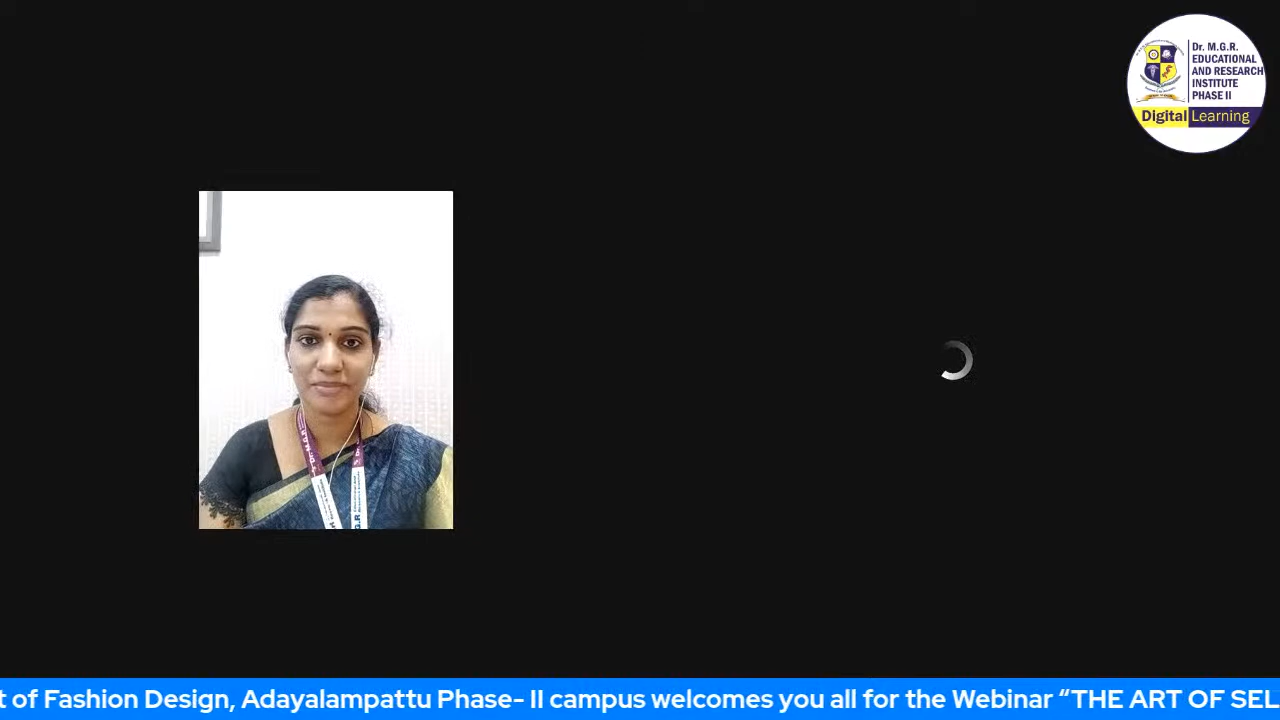 Dr. M.G.R.
EDUCATIONAL
AND RESEARCH
INSTITUTE
PHASE II
Digital Learning
t of Fashion Design, Adayalampattu Phase- II campus welcomes you all for the Webinar “THE ART OF SEL